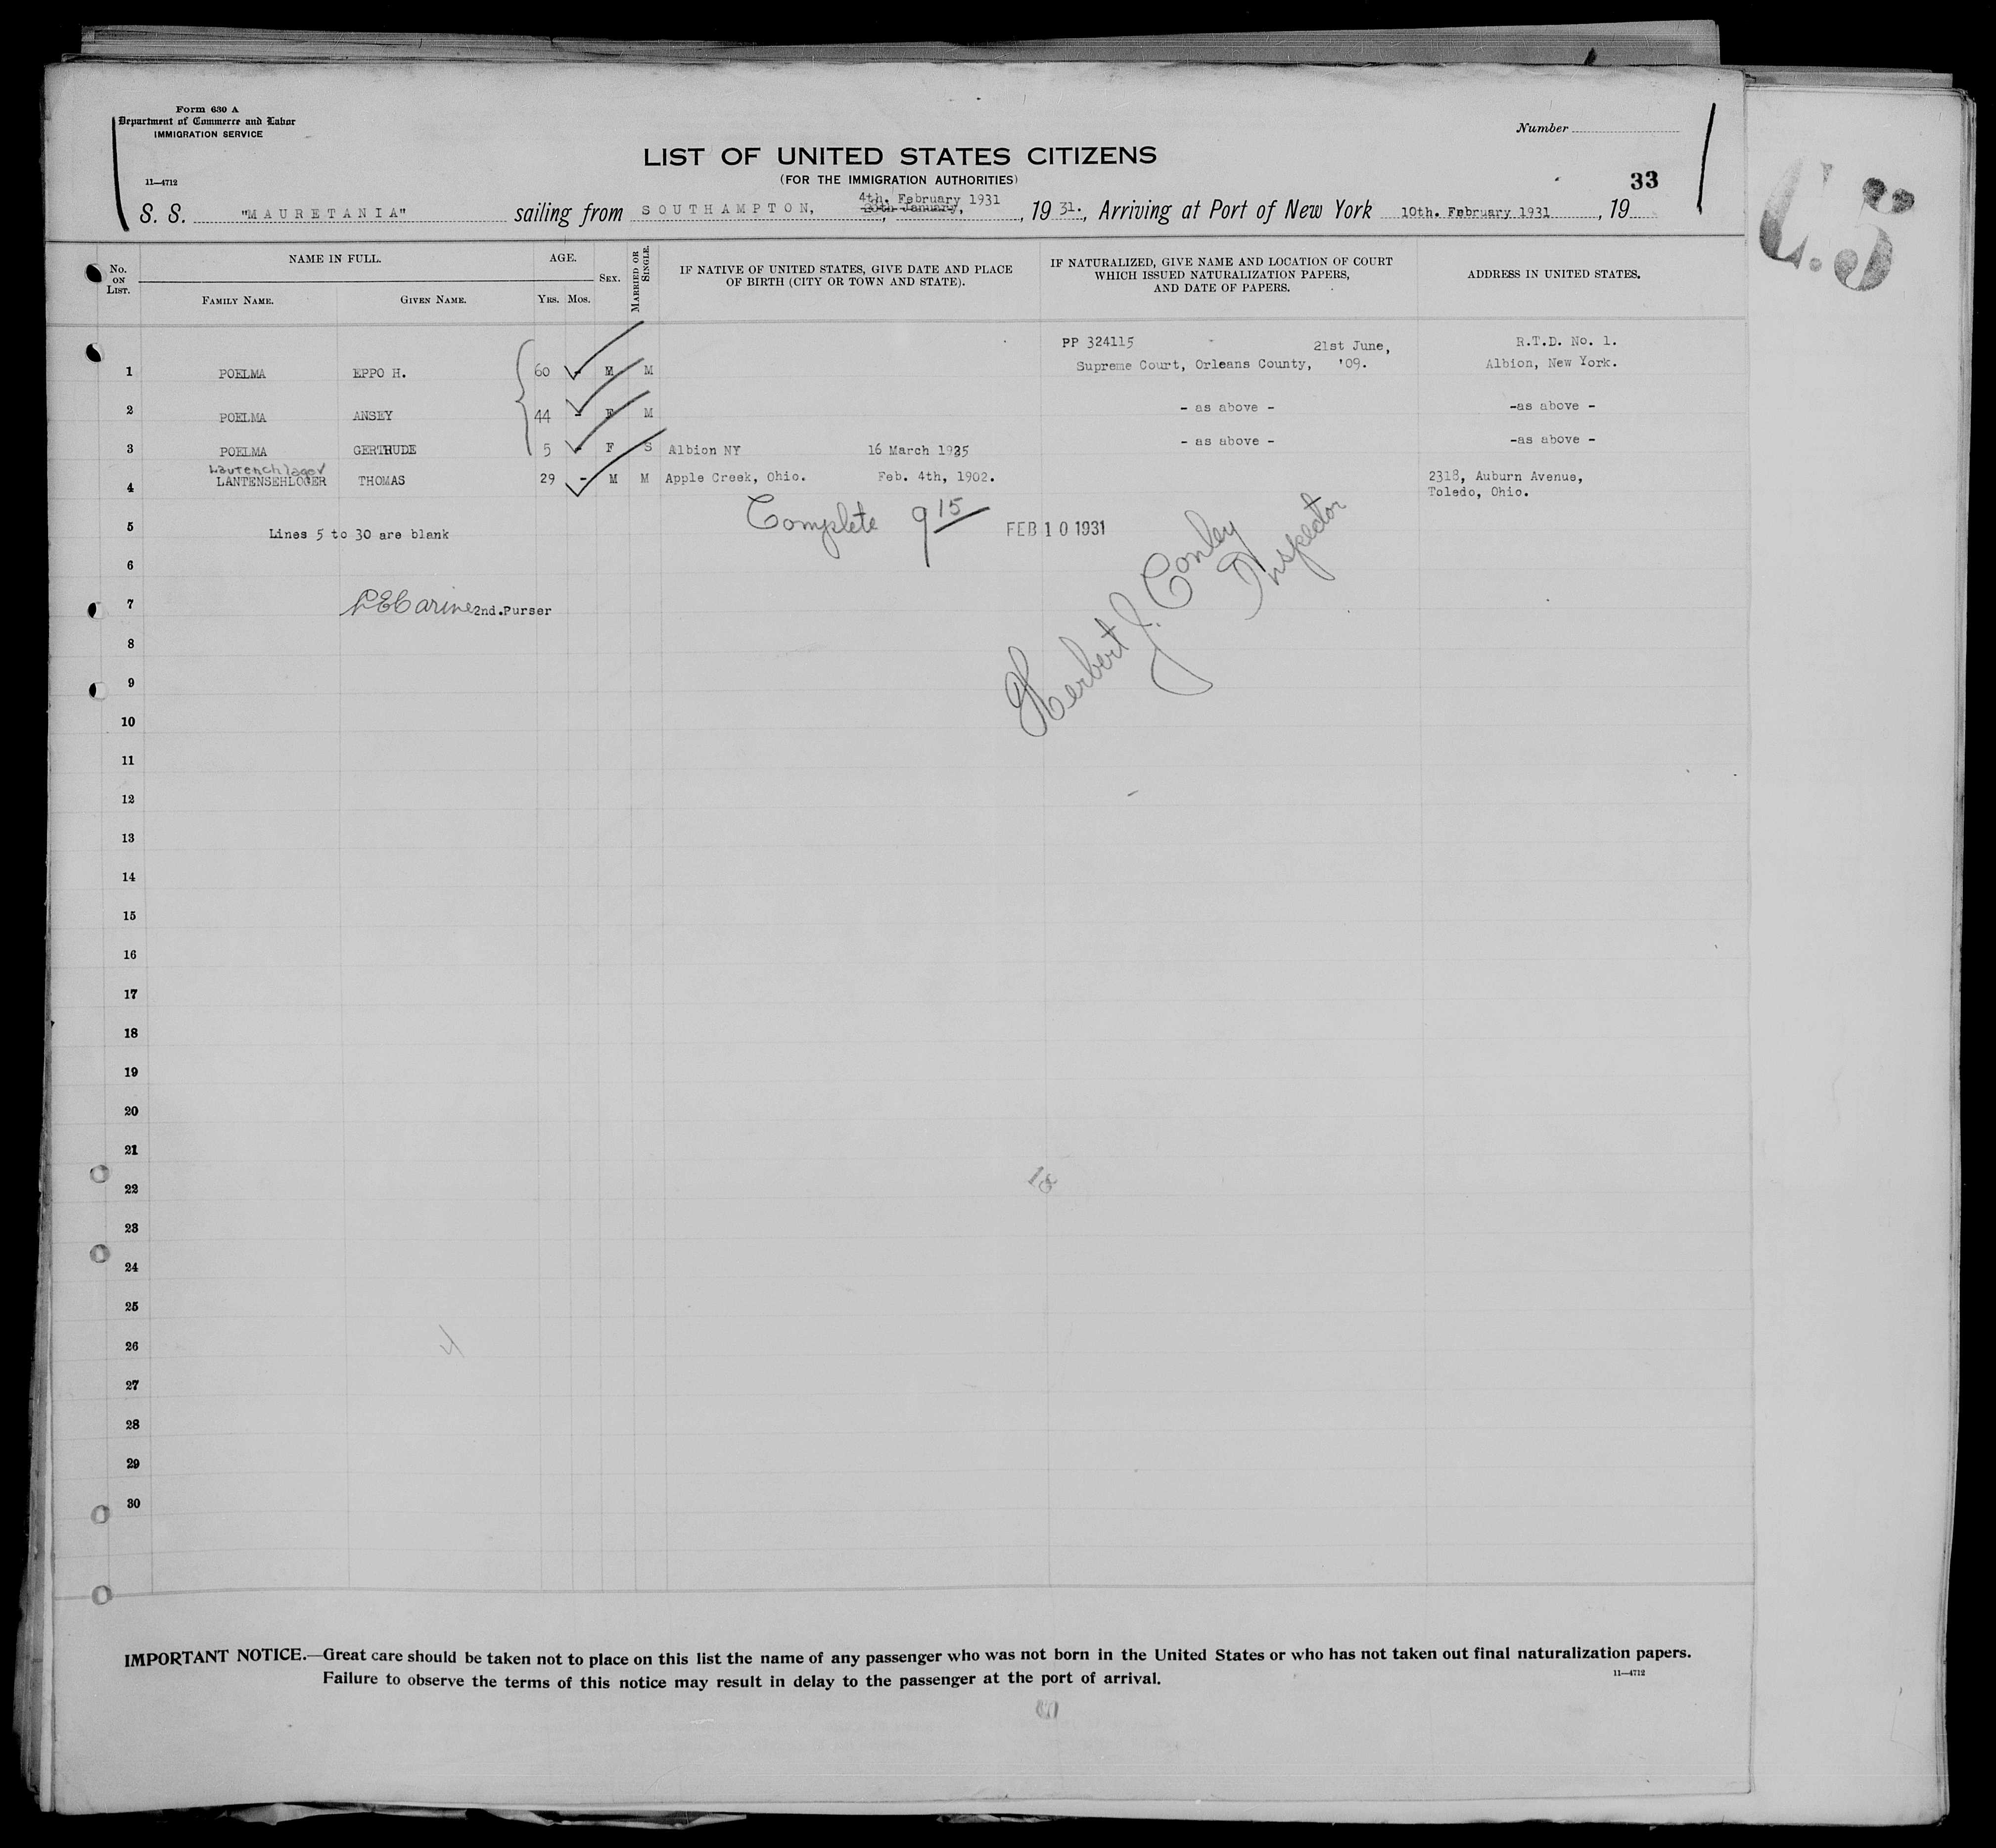 Form 630 A
Department of Commerce and Labor
IMMIGRATION SERVICE
11—4712
Number
LIST OF UNITED STATES CITIZENS
(FOR THE IMMIGRATION AUTHORITIES)
33
4th. February 1931
S. S. "MAURETANIA" sailing from SOUTHAMPTON, January, , 19 31., Arriving at Port of New York 10th. February 1931, 19
No. ON LIST.
NAME IN FULL.
FAMILY NAME.
GIVEN NAME.
AGE.
YRS. MOS.
SEX.
MARRIED OR SINGLE.
IF NATIVE OF UNITED STATES, GIVE DATE AND PLACE
OF BIRTH (CITY OR TOWN AND STATE).
IF NATURALIZED, GIVE NAME AND LOCATION OF COURT
WHICH ISSUED NATURALIZATION PAPERS,
AND DATE OF PAPERS.
ADDRESS IN UNITED STATES.
PP 324115 - 21st June, R.T.D. No. 1.
1 POELMA EPPO H. 60 - M M Supreme Court, Orleans County, '09. Albion, New York.
2 POELMA ANSEY 44 - F M - as above - -as above -
3 POELMA GERTRUDE 5 - F S Albion NY 16 March 1925 - as above - -as above -
Lautenchlager
4 LANTENSEHLOGER THOMAS 29 - M M Apple Creek, Ohio. Feb. 4th, 1902. 2318, Auburn Avenue,
Toledo, Ohio.
Complete 9 15
FEB 10 1931
5 Lines 5 to 30 are blank
6
7 2nd.Purser
Herbert J. Conley
Inspector
8
9
10
11
12
13
14
15
16
17
18
19
20
21
22
23
24
25
26
27
28
29
30
IMPORTANT NOTICE.—Great care should be taken not to place on this list the name of any passenger who was not born in the United States or who has not taken out final naturalization papers.
Failure to observe the terms of this notice may result in delay to the passenger at the port of arrival.
11—4712